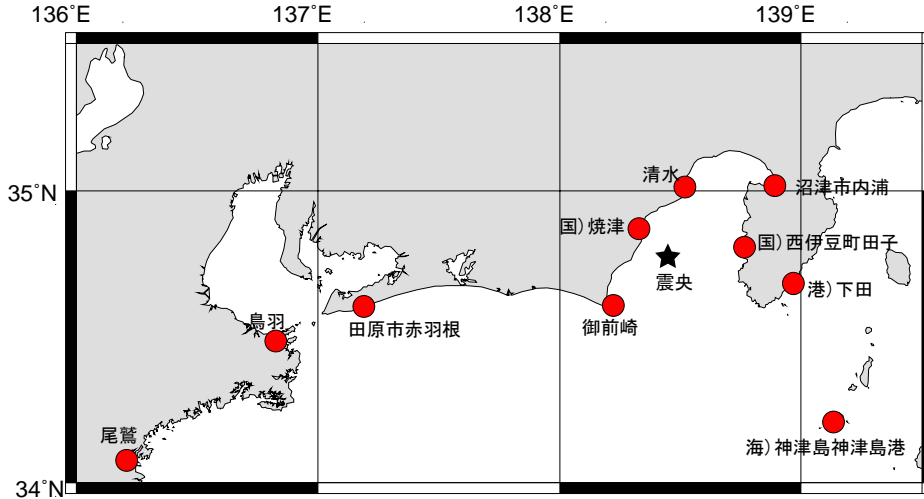 136˚E
137˚E
138˚E
139˚E
35˚N
清水
沼津市内浦
国）焼津
国）西伊豆町田子
震央
港）下田
鳥羽
田原市赤羽根
御前崎
尾鷲
海）神津島神津島港
34˚N